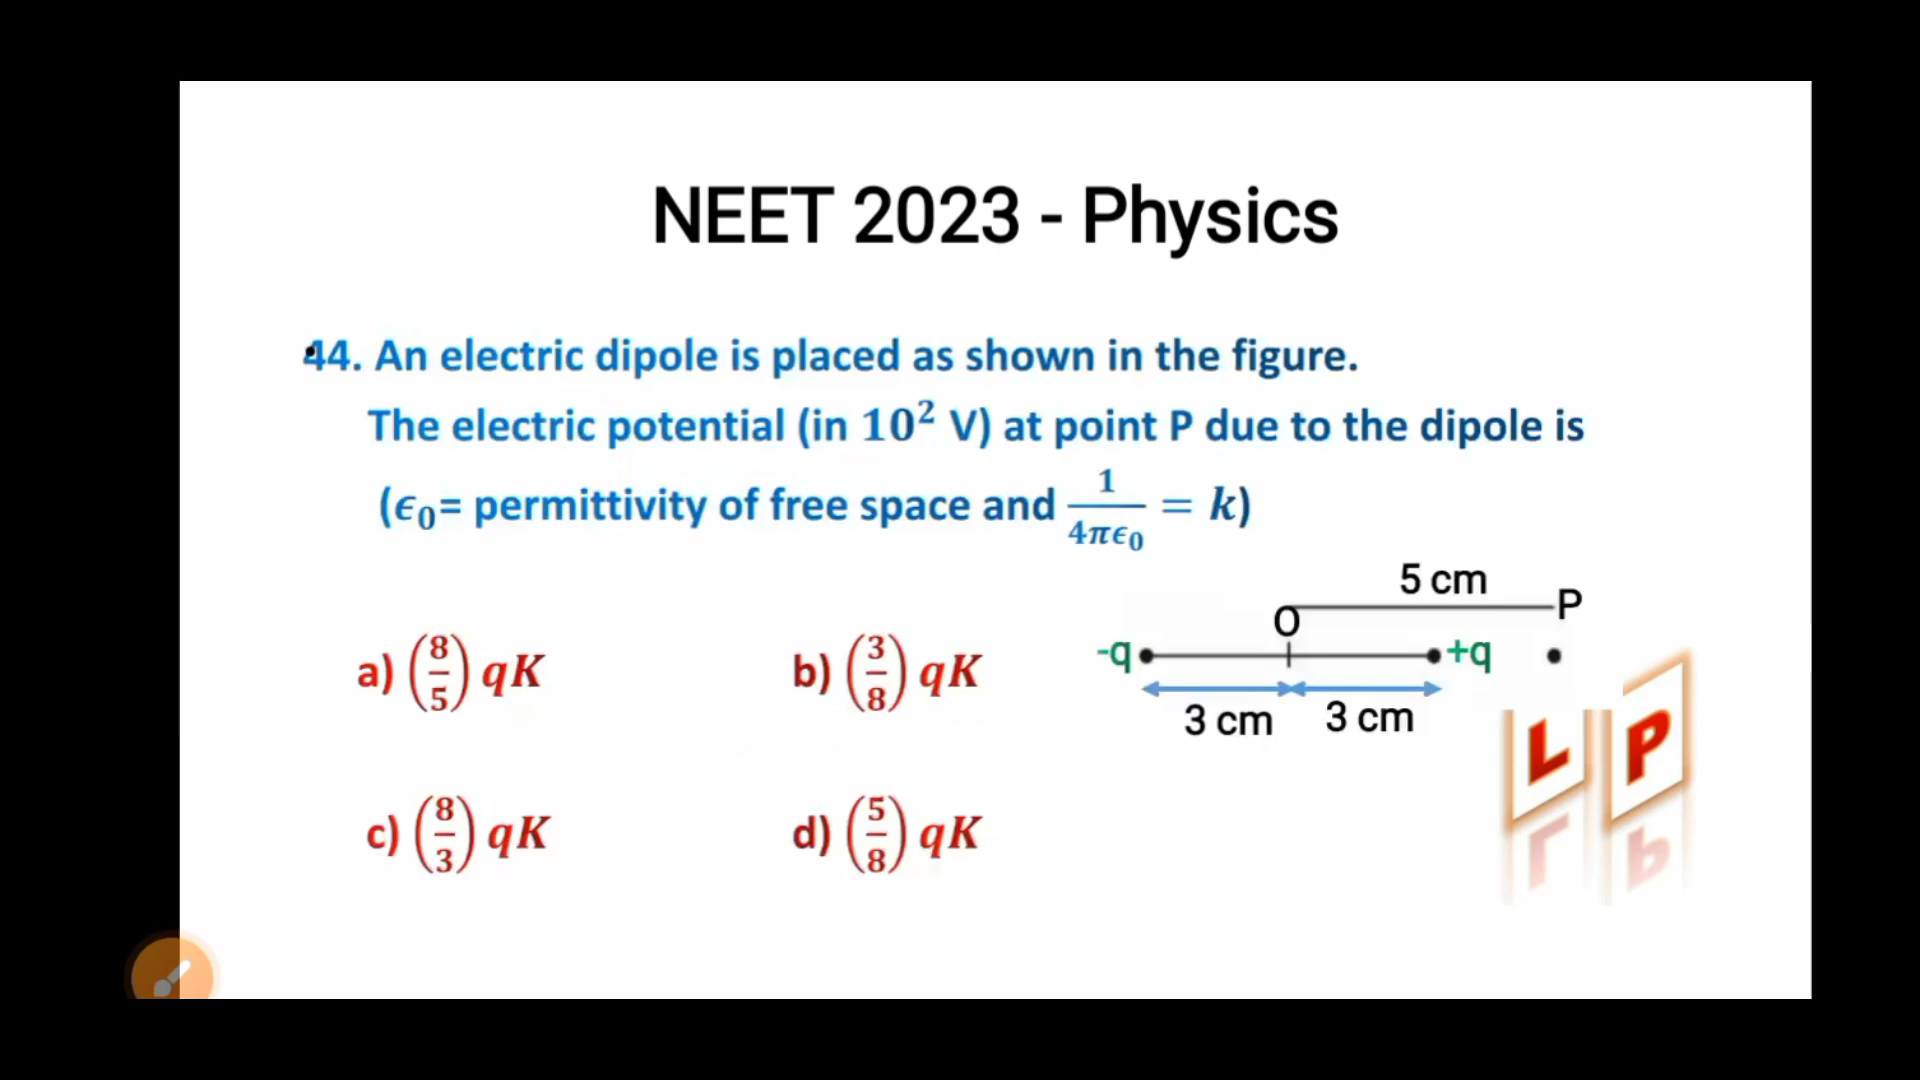 NEET 2023 - Physics
44. An electric dipole is placed as shown in the figure.
The electric potential (in 10² V) at point P due to the dipole is
(ϵ₀= permittivity of free space and 1/4πϵ₀ = k)
5 cm
O
P
-q
+q
3 cm
3 cm
a) (8/5) qK
b) (3/8) qK
c) (8/3) qK
d) (5/8) qK
L P